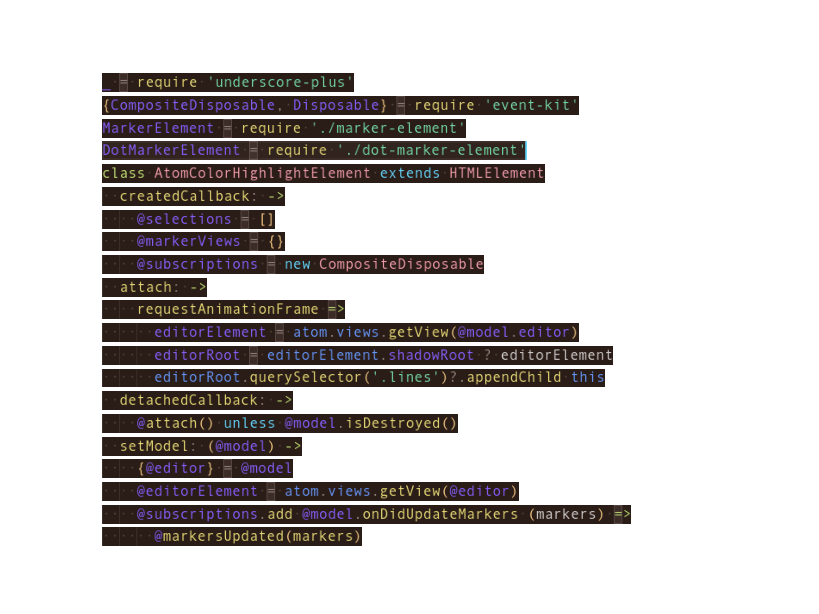 _ = require 'underscore-plus'
{CompositeDisposable, Disposable} = require 'event-kit'
MarkerElement = require './marker-element'
DotMarkerElement = require './dot-marker-element'
class AtomColorHighlightElement extends HTMLElement
  createdCallback: ->
    @selections = []
    @markerViews = {}
    @subscriptions = new CompositeDisposable
  attach: ->
    requestAnimationFrame =>
      editorElement = atom.views.getView(@model.editor)
      editorRoot = editorElement.shadowRoot ? editorElement
      editorRoot.querySelector('.lines')?.appendChild this
  detachedCallback: ->
    @attach() unless @model.isDestroyed()
  setModel: (@model) ->
    {@editor} = @model
    @editorElement = atom.views.getView(@editor)
    @subscriptions.add @model.onDidUpdateMarkers (markers) =>
      @markersUpdated(markers)